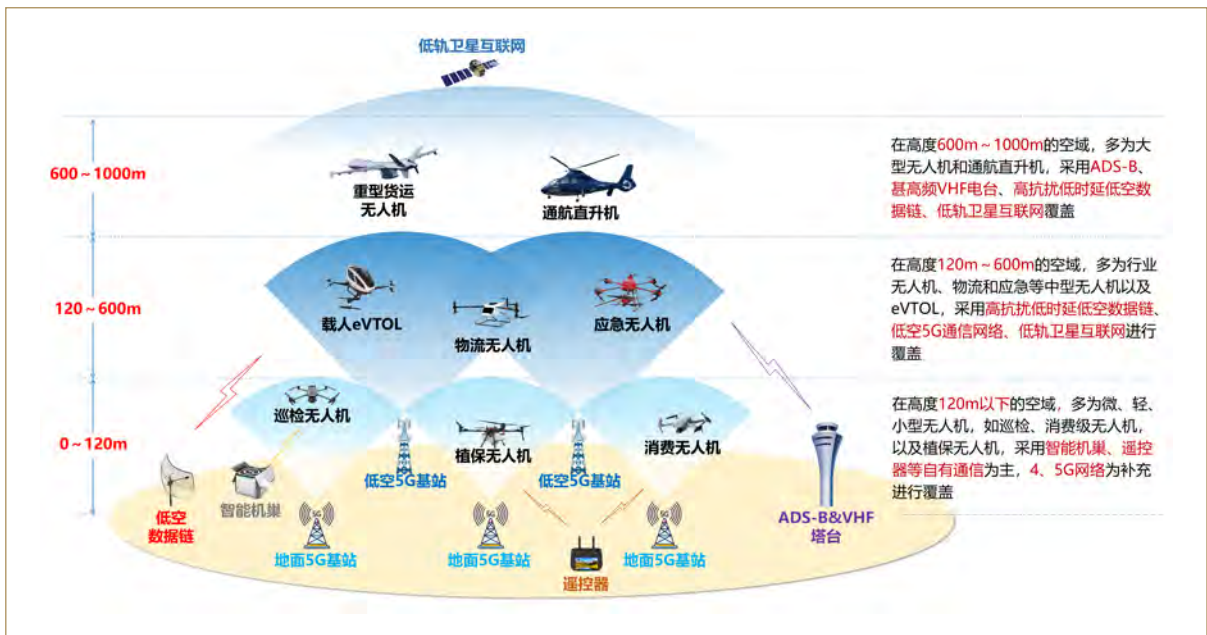 低轨卫星互联网
600~1000m
重型货运
无人机
通航直升机
在高度600m~1000m的空域，多为大
型无人机和通航直升机，采用ADS-B、
甚高频VHF电台、高抗扰低时延低空数
据链、低轨卫星互联网覆盖
120~600m
载人eVTOL
物流无人机
应急无人机
在高度120m~600m的空域，多为行业
无人机、物流和应急等中型无人机以及
eVTOL，采用高抗扰低时延低空数据链、
低空5G通信网络、低轨卫星互联网进行
覆盖
0~120m
巡检无人机
植保无人机
消费无人机
在高度120m以下的空域，多为微、轻、
小型无人机，如巡检、消费级无人机，
以及植保无人机，采用智能机巢、遥控
器等自有通信为主，4、5G网络为补充
进行覆盖
低空5G基站
低空5G基站
智能机巢
低空
数据链
ADS-B&VHF
塔台
5G
5G
5G
地面5G基站
地面5G基站
地面5G基站
遥控器